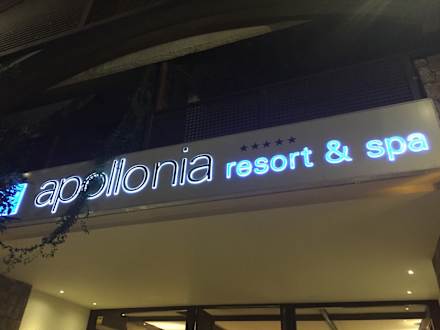 apollonia ★★★★★ resort & spa